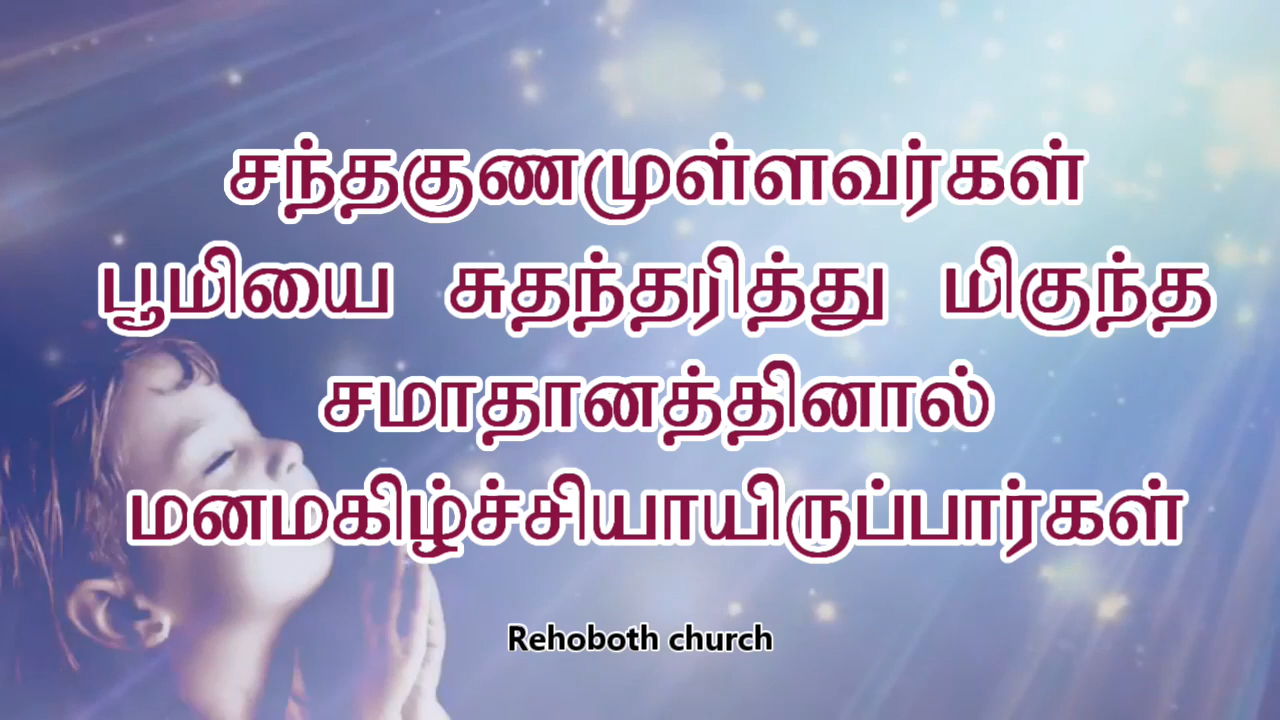 சந்தகுணமுள்ளவர்கள்
பூமியை சுதந்தரித்து மிகுந்த
சமாதானத்தினால்
மனமகிழ்ச்சியாயிருப்பார்கள்
Rehoboth church